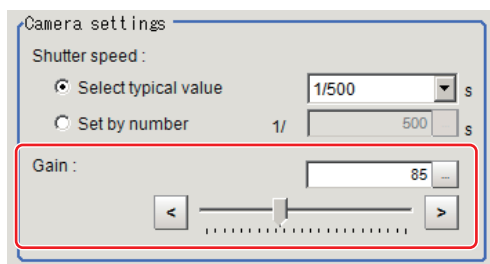 Camera settings
Shutter speed :
Select typical value 1/500 s
Set by number 1/ 500 ... s
Gain :
85 ...
< >